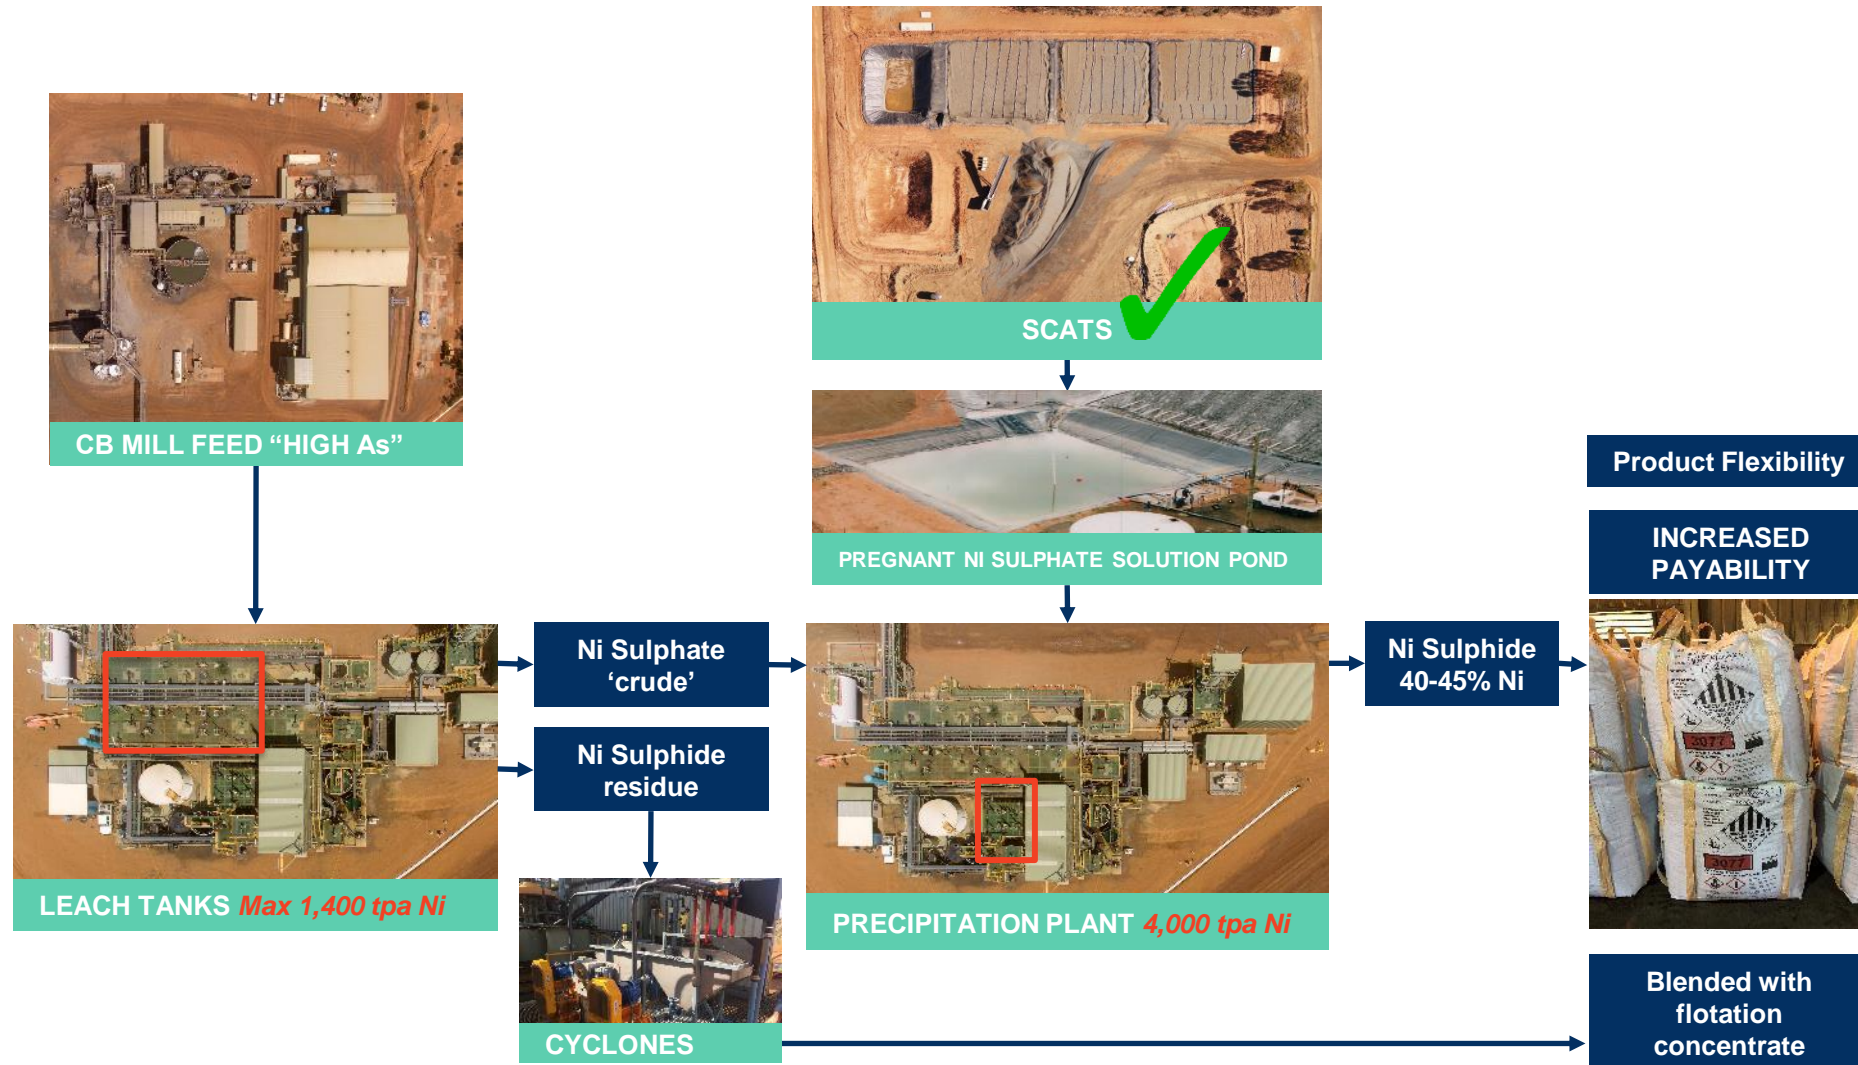 SCATS
CB MILL FEED “HIGH As”
PREGNANT NI SULPHATE SOLUTION POND
Product Flexibility
INCREASED
PAYABILITY
Ni Sulphate
‘crude’
Ni Sulphide
40-45% Ni
Ni Sulphide
residue
3077
3077
LEACH TANKS Max 1,400 tpa Ni
PRECIPITATION PLANT 4,000 tpa Ni
CYCLONES
Blended with
flotation
concentrate